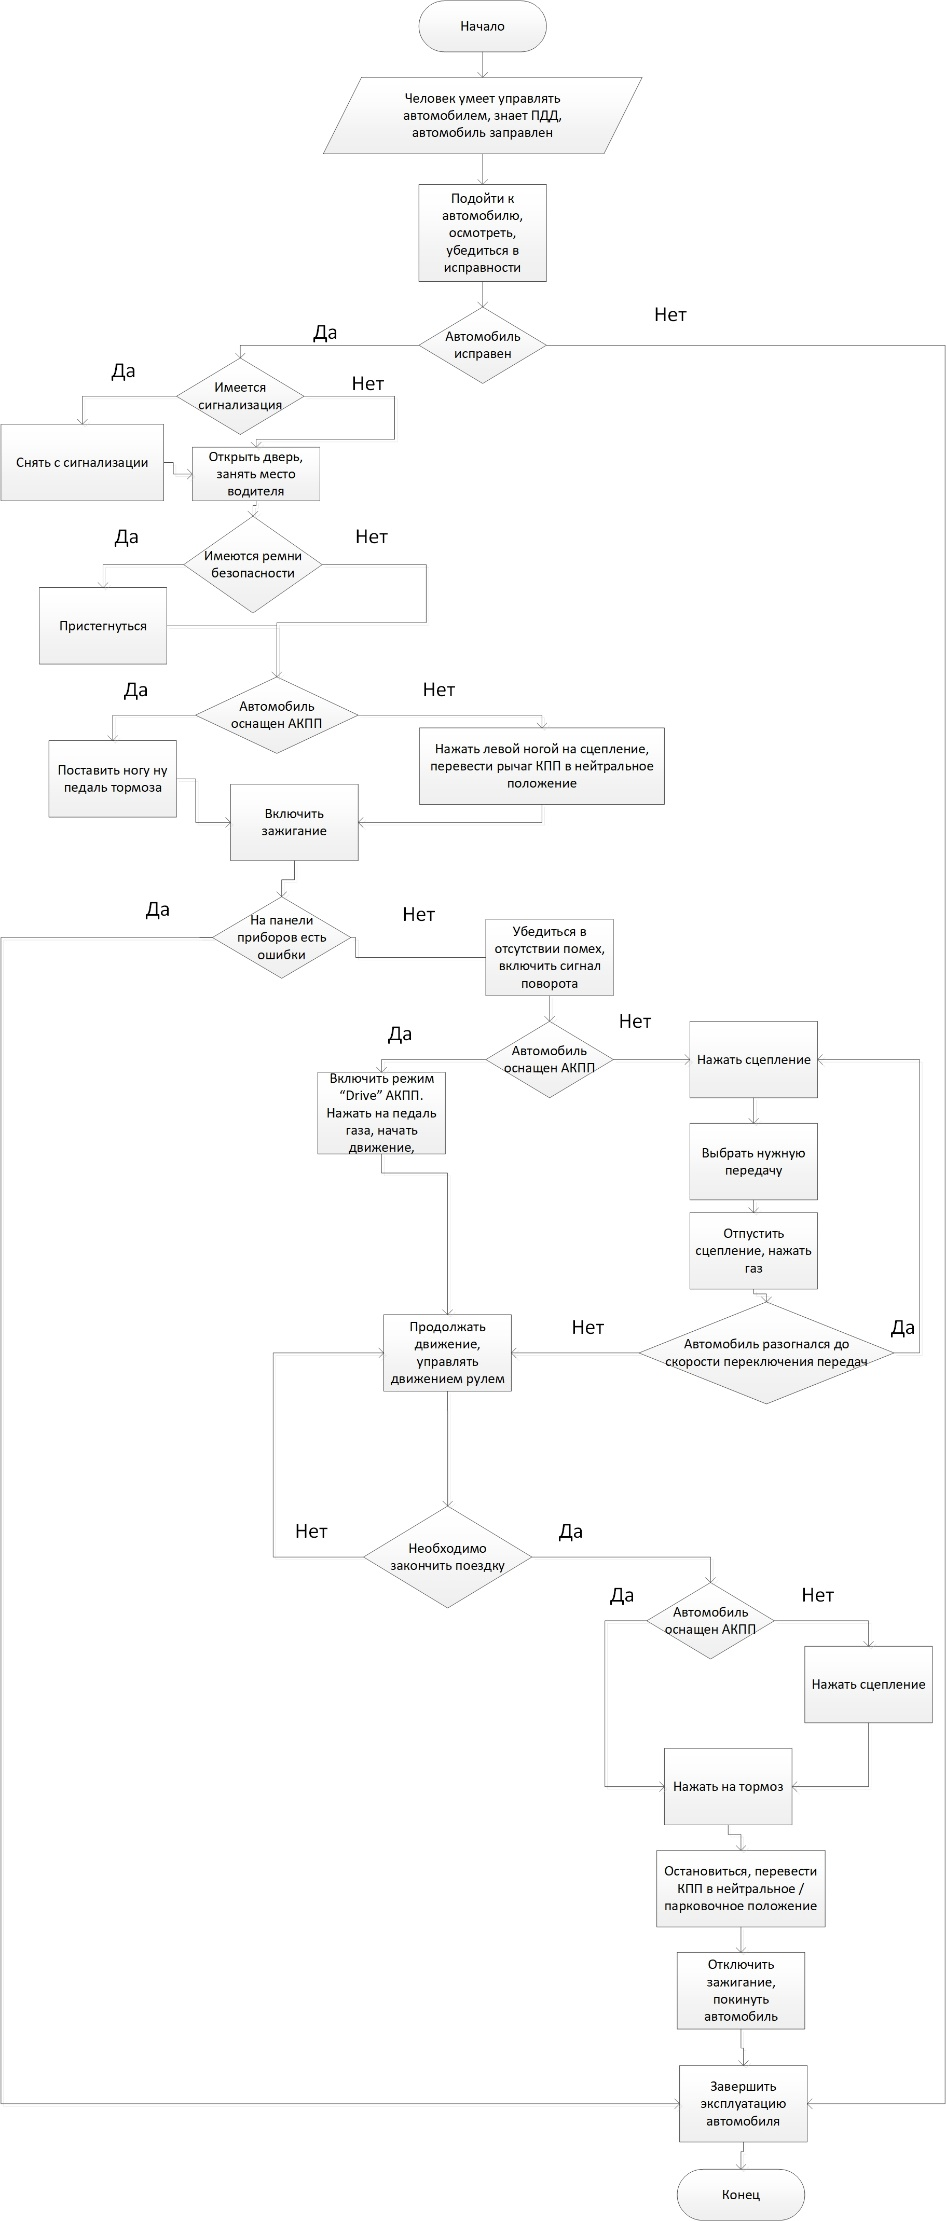 Начало
Человек умеет управлять
автомобилем, знает ПДД,
автомобиль заправлен
Подойти к
автомобилю,
осмотреть,
убедиться в
исправности
Автомобиль
исправен
Да
Нет
Имеется
сигнализация
Да
Нет
Снять с сигнализации
Открыть дверь,
занять место
водителя
Имеются ремни
безопасности
Да
Нет
Пристегнуться
Автомобиль
оснащен АКПП
Да
Нет
Поставить ногу ну
педаль тормоза
Нажать левой ногой на сцепление,
перевести рычаг КПП в нейтральное
положение
Включить
зажигание
На панели
приборов есть
ошибки
Да
Нет
Убедиться в
отсутствии помех,
включить сигнал
поворота
Автомобиль
оснащен АКПП
Да
Нет
Включить режим
“Drive” АКПП.
Нажать на педаль
газа, начать
движение,
Нажать сцепление
Выбрать нужную
передачу
Отпустить
сцепление, нажать
газ
Автомобиль разогнался до
скорости переключения передач
Нет
Да
Продолжать
движение,
управлять
движением рулем
Необходимо
закончить поездку
Нет
Да
Автомобиль
оснащен АКПП
Да
Нет
Нажать сцепление
Нажать на тормоз
Остановиться, перевести
КПП в нейтральное /
парковочное положение
Отключить
зажигание,
покинуть
автомобиль
Завершить
эксплуатацию
автомобиля
Конец